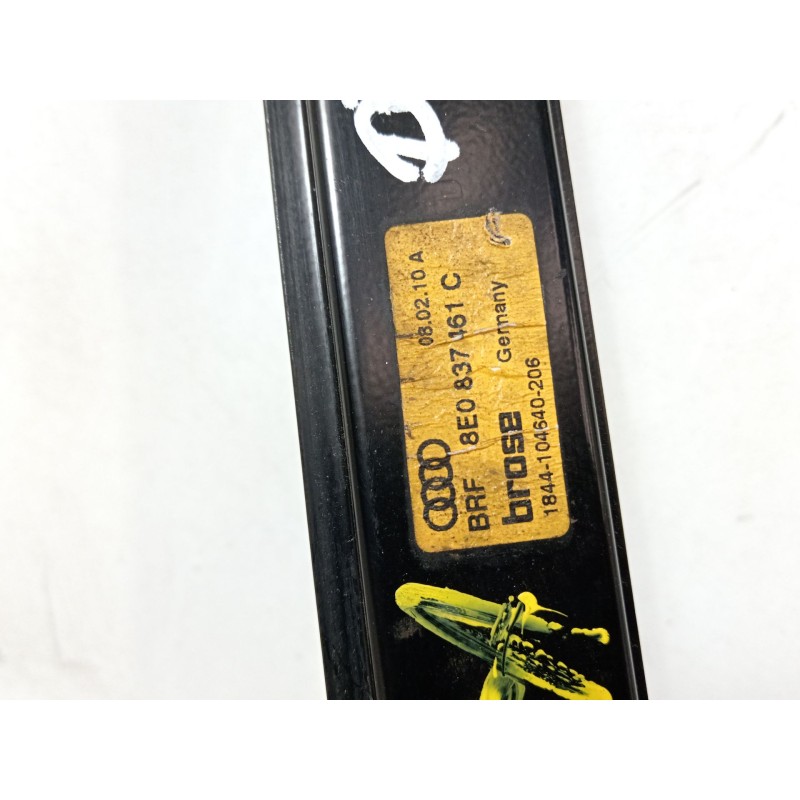 08.02.10 A
BRF 8E0 837 461 C
brose Germany
1844-104640-206